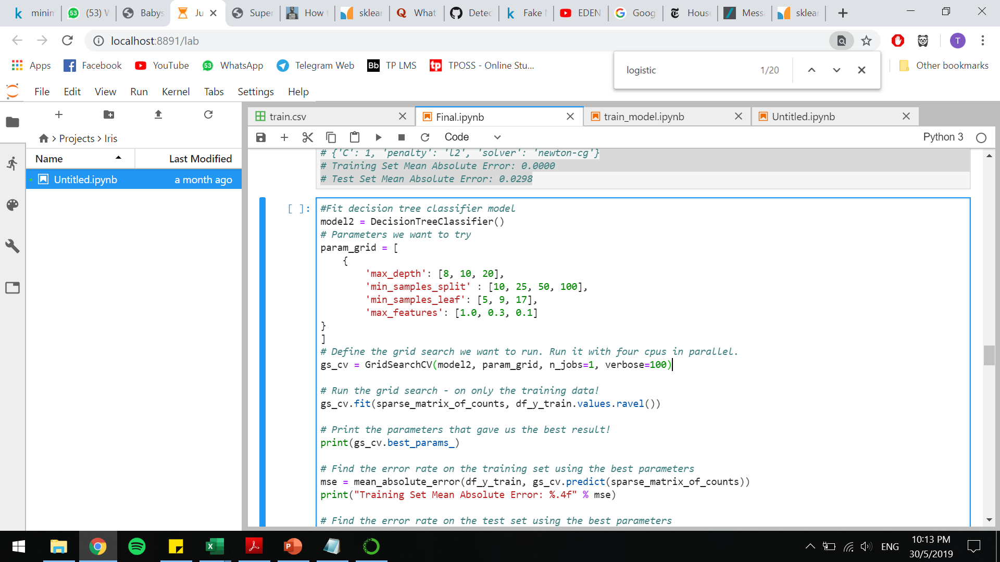 minin
(53) W
Babys
Ju
Super
How t
sklear
What
Detec
Fake N
EDEN
Goog
Hous
Mess
sklear
localhost:8891/lab
T
logistic
1/20
Apps
Facebook
YouTube
53
WhatsApp
Telegram Web
Bb
TP LMS
tp
TPOSS - Online Stu...
Other bookmarks
File
Edit
View
Run
Kernel
Tabs
Settings
Help
train.csv
Final.ipynb
train_model.ipynb
Untitled.ipynb
Code
Python 3
Projects > Iris
Name
Last Modified
Untitled.ipynb
a month ago
# {'C': 1, 'penalty': 'l2', 'solver': 'newton-cg'}
# Training Set Mean Absolute Error: 0.0000
# Test Set Mean Absolute Error: 0.0298
[ ]:
#Fit decision tree classifier model
model2 = DecisionTreeClassifier()
# Parameters we want to try
param_grid = [
{
'max_depth': [8, 10, 20],
'min_samples_split' : [10, 25, 50, 100],
'min_samples_leaf': [5, 9, 17],
'max_features': [1.0, 0.3, 0.1]
}
]
# Define the grid search we want to run. Run it with four cpus in parallel.
gs_cv = GridSearchCV(model2, param_grid, n_jobs=1, verbose=100)
# Run the grid search - on only the training data!
gs_cv.fit(sparse_matrix_of_counts, df_y_train.values.ravel())
# Print the parameters that gave us the best result!
print(gs_cv.best_params_)
# Find the error rate on the training set using the best parameters
mse = mean_absolute_error(df_y_train, gs_cv.predict(sparse_matrix_of_counts))
print("Training Set Mean Absolute Error: %.4f" % mse)
# Find the error rate on the test set using the best parameters
ENG
10:13 PM
30/5/2019